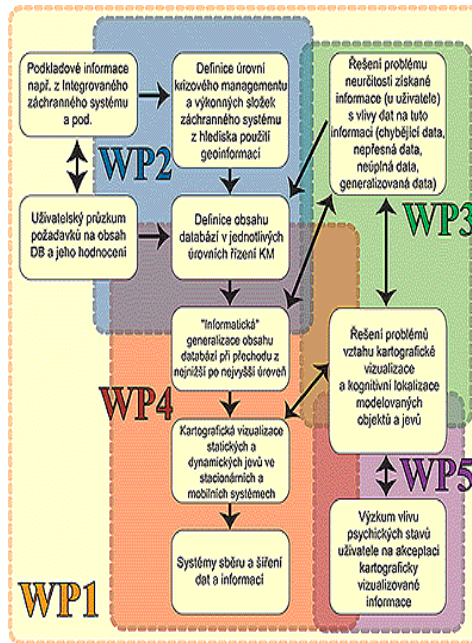 Podkladové informace
např. z Integrovaného
záchranného systému
a pod.
Definice úrovní
krizového managementu
a výkonných složek
záchranného systému
z hlediska použití
geoinformací
Řešení problému
neurčitosti získané
informace (u uživatele)
s vlivy dat na tuto
informaci (chybějící data,
nepřesná data,
neúplná data,
generalizovaná data)
WP2
Uživatelský průzkum
požadavků na obsah
DB a jeho hodnocení
Definice obsahu
databází v jednotlivých
úrovních řízení KM
WP3
"Informatická"
generalizace obsahu
databází při přechodu z
nejnižší po nejvyšší úroveň
Řešení problémů
vztahu kartografické
vizualizace
a kognitivní lokalizace
modelovaných
objektů a jevů
WP4
Kartografická vizualizace
statických a
dynamických jevů ve
stacionárních a
mobilních systémech
WP5
Systémy sběru a šíření
dat a informací
Výzkum vlivu
psychických stavů
uživatele na akceptaci
kartograficky
vizualizované
informace
WP1